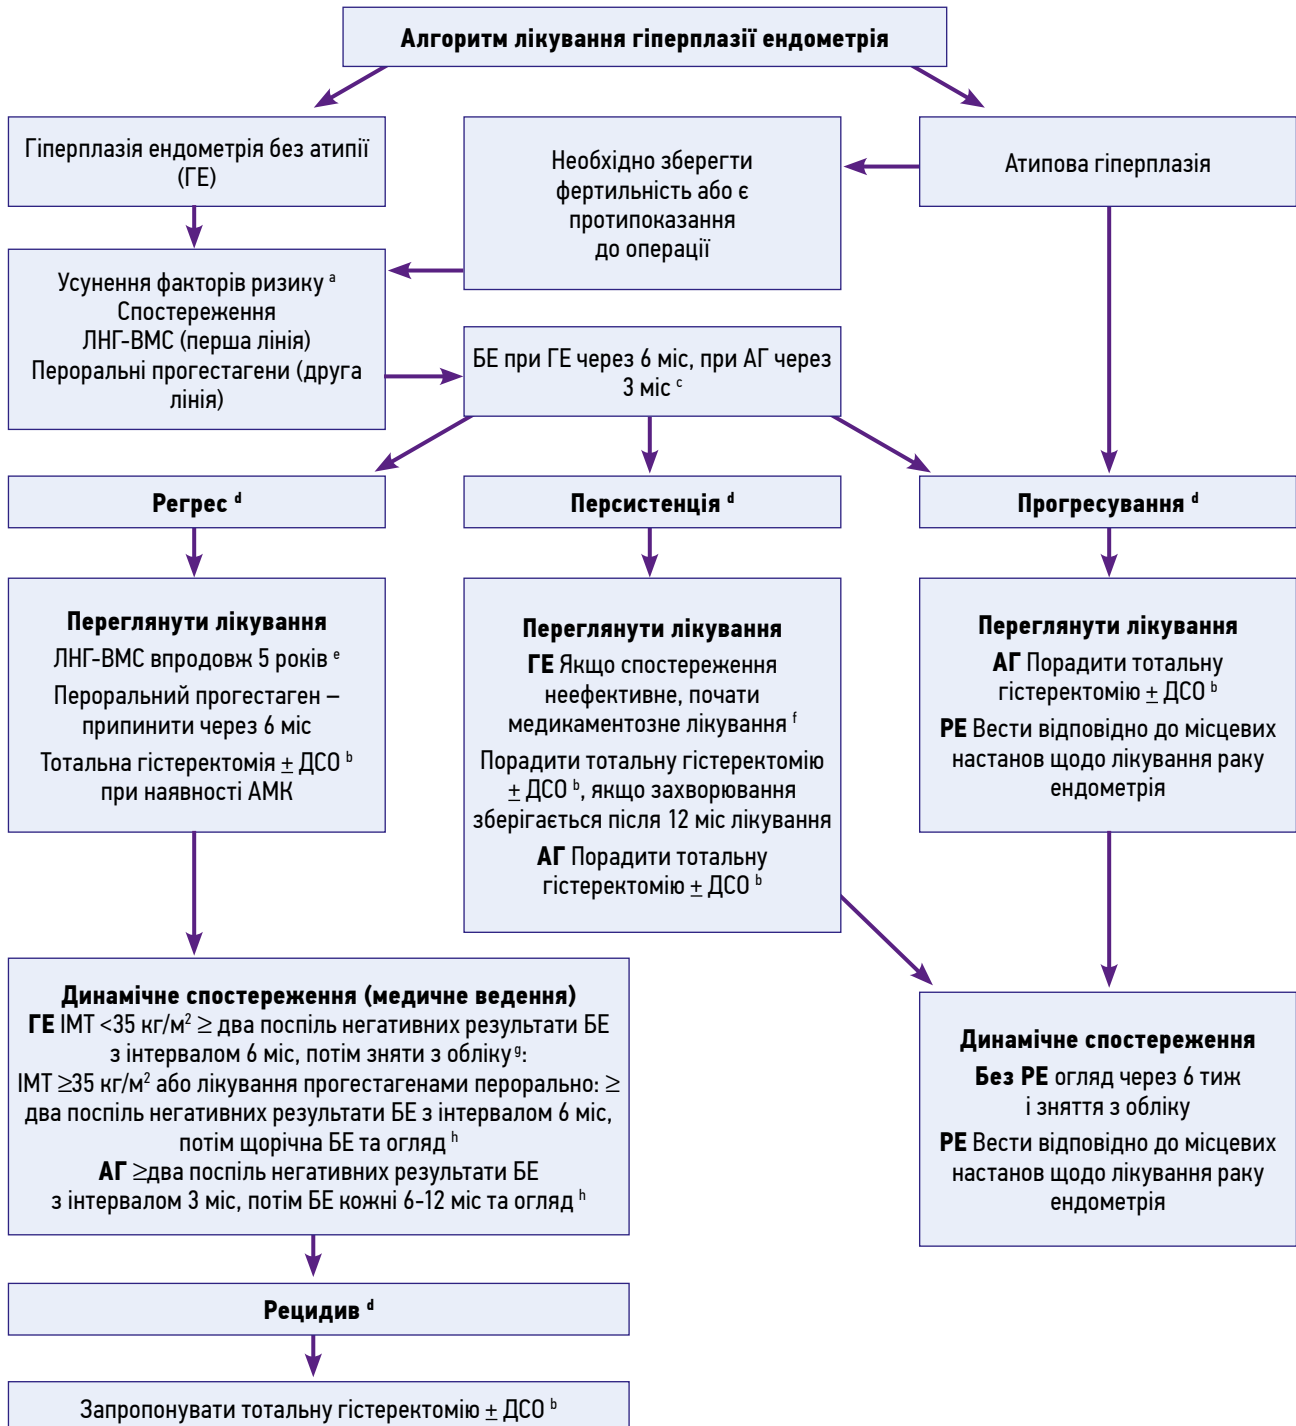 Алгоритм лікування гіперплазії ендометрія
Гіперплазія ендометрія без атипії
(ГЕ)
Необхідно зберегти
фертильність або є
протипоказання
до операції
Атипова гіперплазія
Усунення факторів ризику ᵃ
Спостереження
ЛНГ-ВМС (перша лінія)
Пероральні прогестагени (друга
лінія)
БЕ при ГЕ через 6 міс, при АГ через
3 міс ᶜ
Регрес ᵈ
Персистенція ᵈ
Прогресування ᵈ
Переглянути лікування
ЛНГ-ВМС впродовж 5 років ᵉ
Пероральний прогестаген –
припинити через 6 міс
Тотальна гістеректомія ± ДСО ᵇ
при наявності АМК
Переглянути лікування
ГЕ Якщо спостереження
неефективне, почати
медикаментозне лікування ᶠ
Порадити тотальну гістеректомію
± ДСО ᵇ, якщо захворювання
зберігається після 12 міс лікування
АГ Порадити тотальну
гістеректомію ± ДСО ᵇ
Переглянути лікування
АГ Порадити тотальну
гістеректомію ± ДСО ᵇ
РЕ Вести відповідно до місцевих
настанов щодо лікування раку
ендометрія
Динамічне спостереження (медичне ведення)
ГЕ ІМТ <35 кг/м² ≥ два поспіль негативних результати БЕ
з інтервалом 6 міс, потім зняти з обліку ᵍ:
ІМТ ≥35 кг/м² або лікування прогестагенами перорально: ≥
два поспіль негативних результати БЕ з інтервалом 6 міс,
потім щорічна БЕ та огляд ʰ
АГ ≥два поспіль негативних результати БЕ
з інтервалом 3 міс, потім БЕ кожні 6-12 міс та огляд ʰ
Динамічне спостереження
Без РЕ огляд через 6 тиж
і зняття з обліку
РЕ Вести відповідно до місцевих
настанов щодо лікування раку
ендометрія
Рецидив ᵈ
Запропонувати тотальну гістеректомію ± ДСО ᵇ